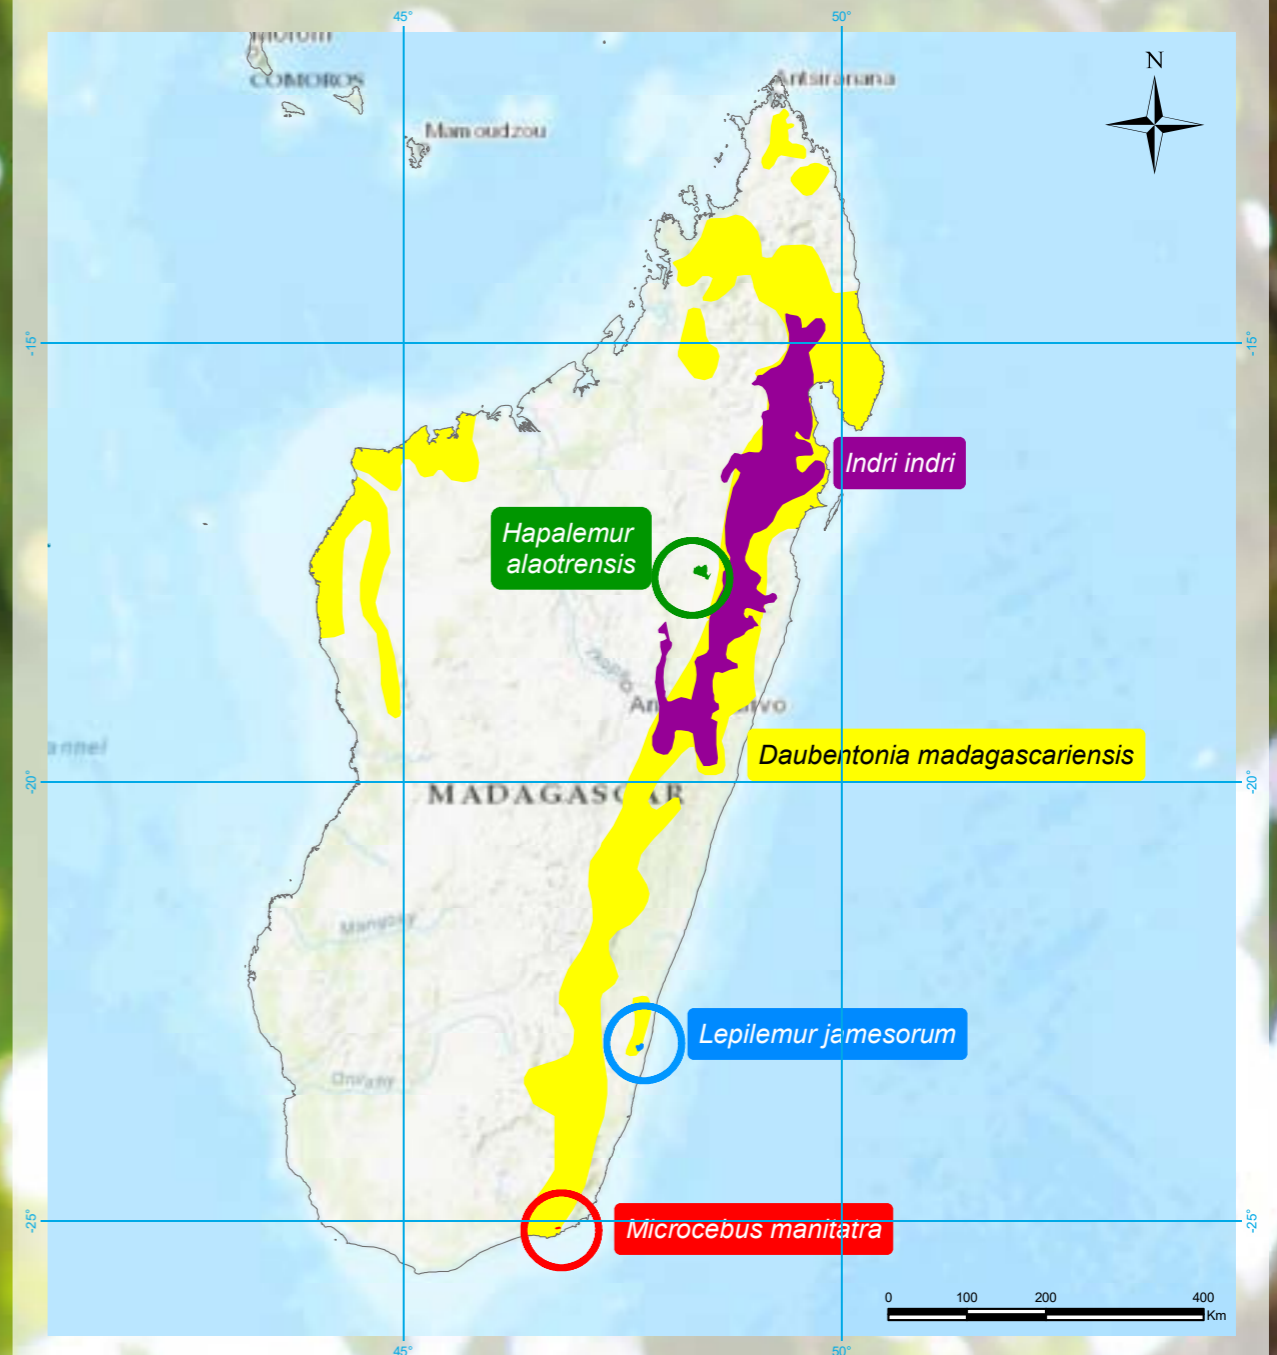 45°
50°
COMOROS
Antsiranana
N
Mamoudzou
-15°
-15°
Indri indri
Hapalemur
alaotrensis
Daubentonia madagascariensis
-20°
-20°
MADAGASCAR
Lepilemur jamesorum
-25°
-25°
Microcebus manitatra
0 100 200 400
Km
45°
50°